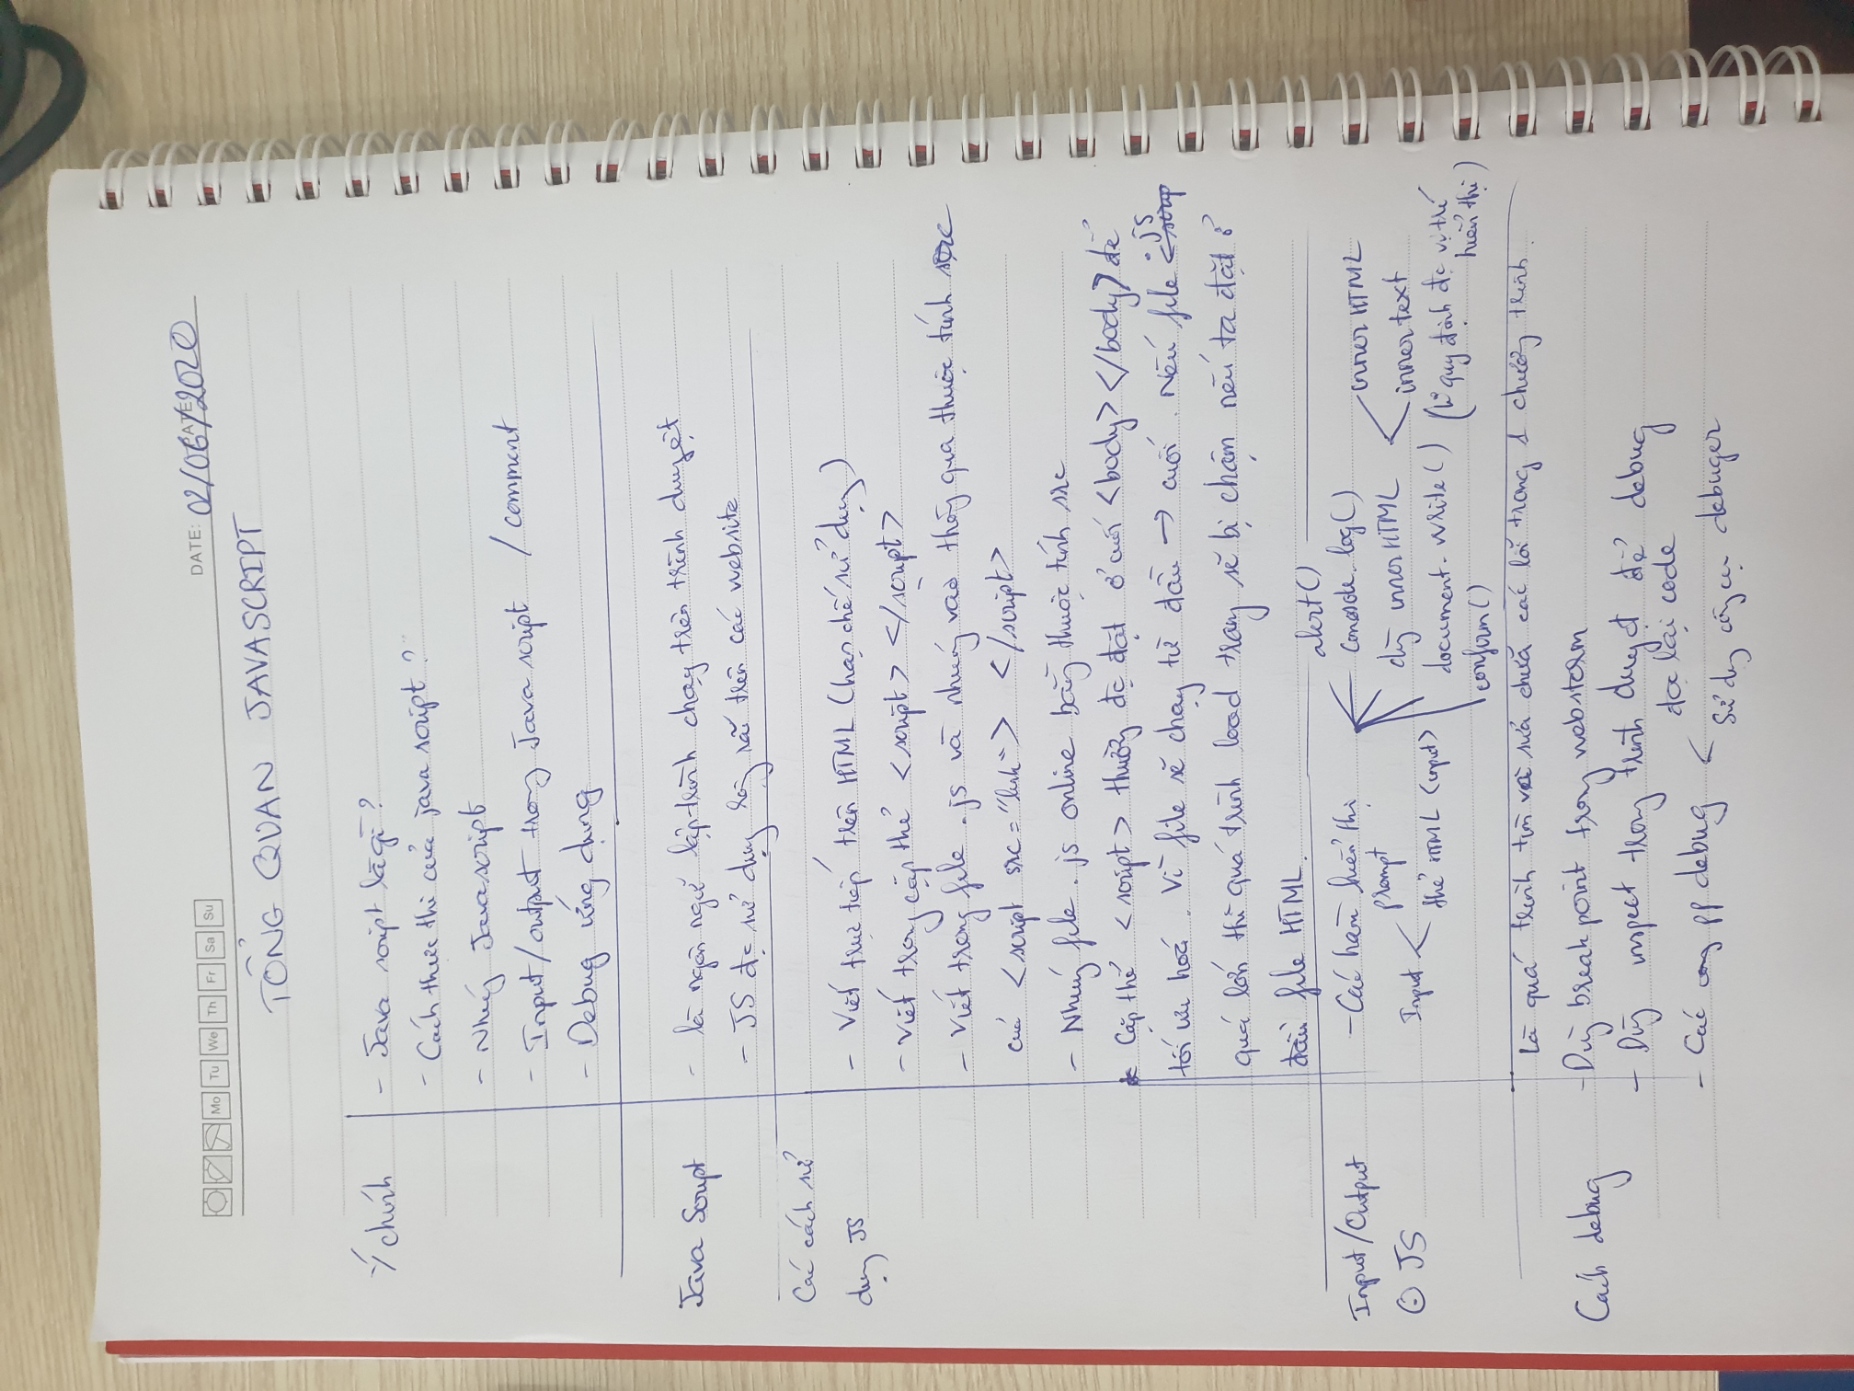 Mo Tu We Th Fr Sa Su
DATE: 02/06/2020
TỔNG QUAN JAVASCRIPT
Ý chính
- Java script là gì?
- Cách thực thi của java script?
- Nhúng Javascript
- Input/output trong Java script / comment
- Debug ứng dụng
Java Script
- là ngôn ngữ lập trình chạy trên trình duyệt
- JS đc sử dụng rộng rãi trên các website
Các cách sử
dụng JS
- Viết trực tiếp trên HTML (hạn chế sử dụng)
- Viết trong cặp thẻ <script> </script>
- Viết trong file .js và nhúng vào thông qua thuộc tính src
của <script src="link"> </script>
- Nhúng file .js online bằng thuộc tính src
* Cặp thẻ <script> thường đc đặt ở cuối <body></body> để
tối ưu hoá. Vì file sẽ chạy từ đầu → cuối. Nếu file .js
quá lớn thì quá trình load trang sẽ bị chậm nếu ta đặt ở
đầu file HTML.
Input/Output
JS
- Các hàm hiển thị
alert()
console.log()
dùng innerHTML
innerHTML
inner text
document.write() (k quy định đc vị trí
hiển thị)
confirm()
Input
prompt
thẻ HTML <input>
Là quá trình tìm và sửa chữa các lỗi trong 1 chương trình.
Cách debug
- Dùng break point trong webstorm
- Dùng inspect trong trình duyệt để debug
- Các pp debug
đọc lại code
Sử dụng công cụ debuger